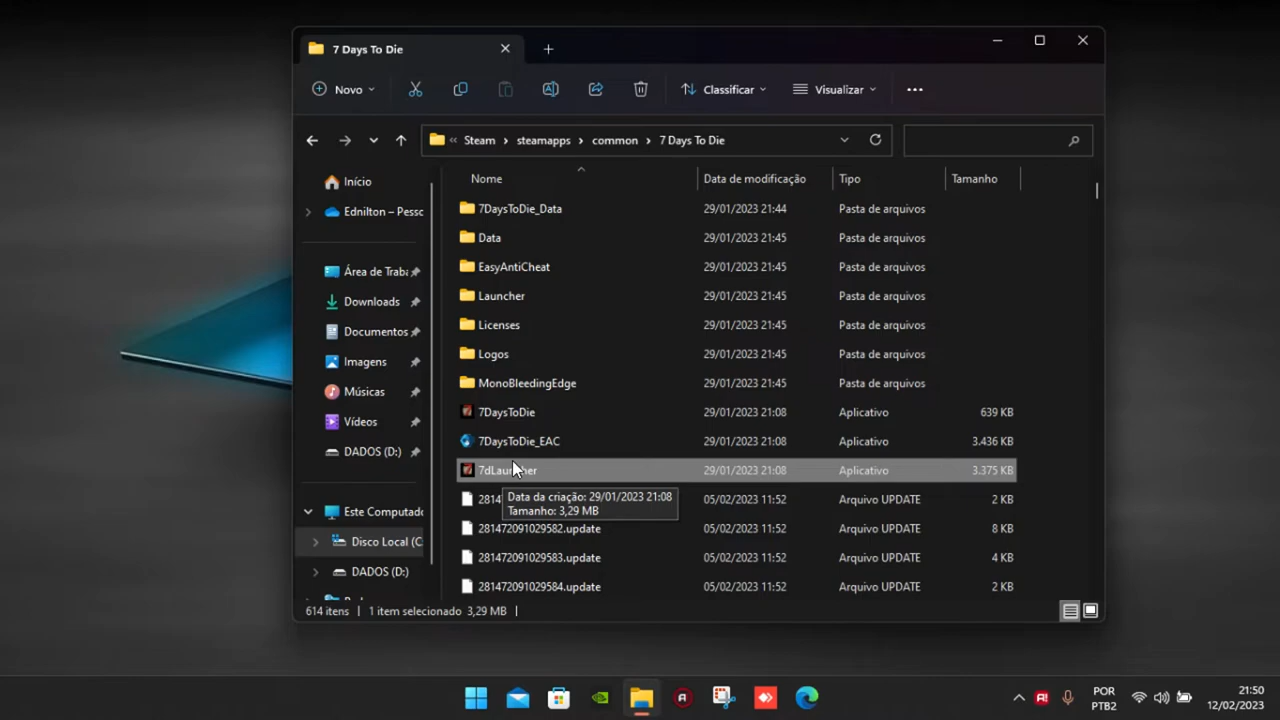 7 Days To Die
Novo
Classificar
Visualizar
Steam › steamapps › common › 7 Days To Die
Nome Data de modificação Tipo Tamanho
Início
Ednilton – Pesso
Área de Traba
Downloads
Documentos
Imagens
Músicas
Vídeos
DADOS (D:)
Este Computado
Disco Local (C
DADOS (D:)
7DaysToDie_Data 29/01/2023 21:44 Pasta de arquivos
Data 29/01/2023 21:45 Pasta de arquivos
EasyAntiCheat 29/01/2023 21:45 Pasta de arquivos
Launcher 29/01/2023 21:45 Pasta de arquivos
Licenses 29/01/2023 21:45 Pasta de arquivos
Logos 29/01/2023 21:45 Pasta de arquivos
MonoBleedingEdge 29/01/2023 21:45 Pasta de arquivos
7DaysToDie 29/01/2023 21:08 Aplicativo 639 KB
7DaysToDie_EAC 29/01/2023 21:08 Aplicativo 3.436 KB
7dLauncher 29/01/2023 21:08 Aplicativo 3.375 KB
2814 05/02/2023 11:52 Arquivo UPDATE 2 KB
Data da criação: 29/01/2023 21:08
Tamanho: 3,29 MB
281472091029582.update 05/02/2023 11:52 Arquivo UPDATE 8 KB
281472091029583.update 05/02/2023 11:52 Arquivo UPDATE 4 KB
281472091029584.update 05/02/2023 11:52 Arquivo UPDATE 2 KB
614 itens 1 item selecionado 3,29 MB
POR
PTB2
21:50
12/02/2023